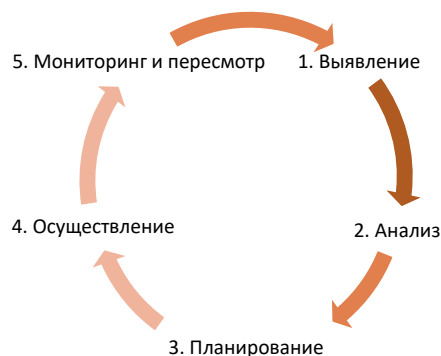 5. Мониторинг и пересмотр
1. Выявление
2. Анализ
4. Осуществление
3. Планирование